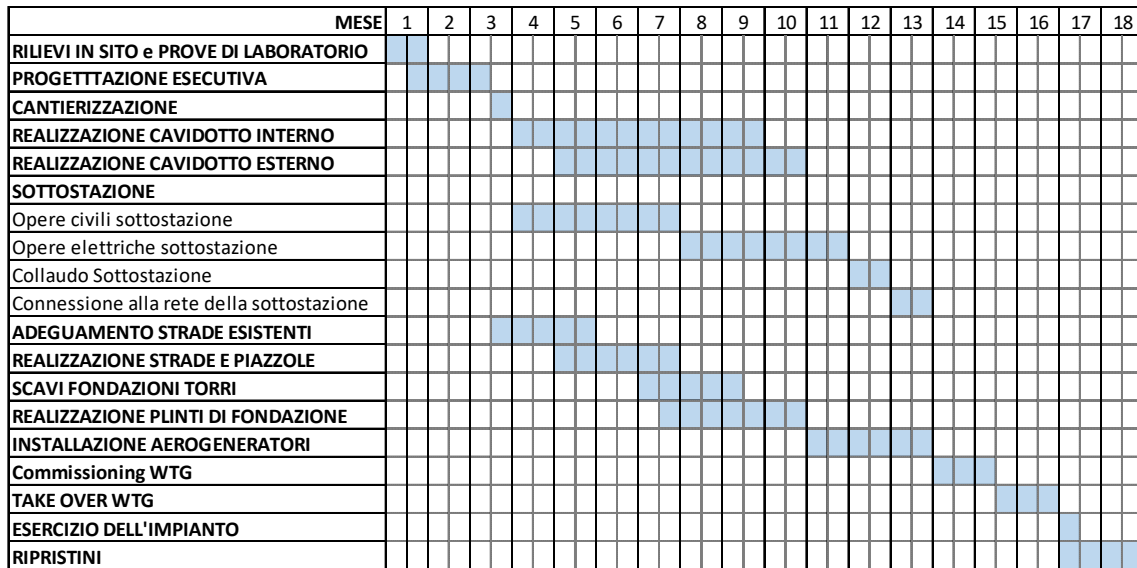 MESE 1 2 3 4 5 6 7 8 9 10 11 12 13 14 15 16 17 18
RILIEVI IN SITO e PROVE DI LABORATORIO
PROGETTTAZIONE ESECUTIVA
CANTIERIZZAZIONE
REALIZZAZIONE CAVIDOTTO INTERNO
REALIZZAZIONE CAVIDOTTO ESTERNO
SOTTOSTAZIONE
Opere civili sottostazione
Opere elettriche sottostazione
Collaudo Sottostazione
Connessione alla rete della sottostazione
ADEGUAMENTO STRADE ESISTENTI
REALIZZAZIONE STRADE E PIAZZOLE
SCAVI FONDAZIONI TORRI
REALIZZAZIONE PLINTI DI FONDAZIONE
INSTALLAZIONE AEROGENERATORI
Commissioning WTG
TAKE OVER WTG
ESERCIZIO DELL'IMPIANTO
RIPRISTINI